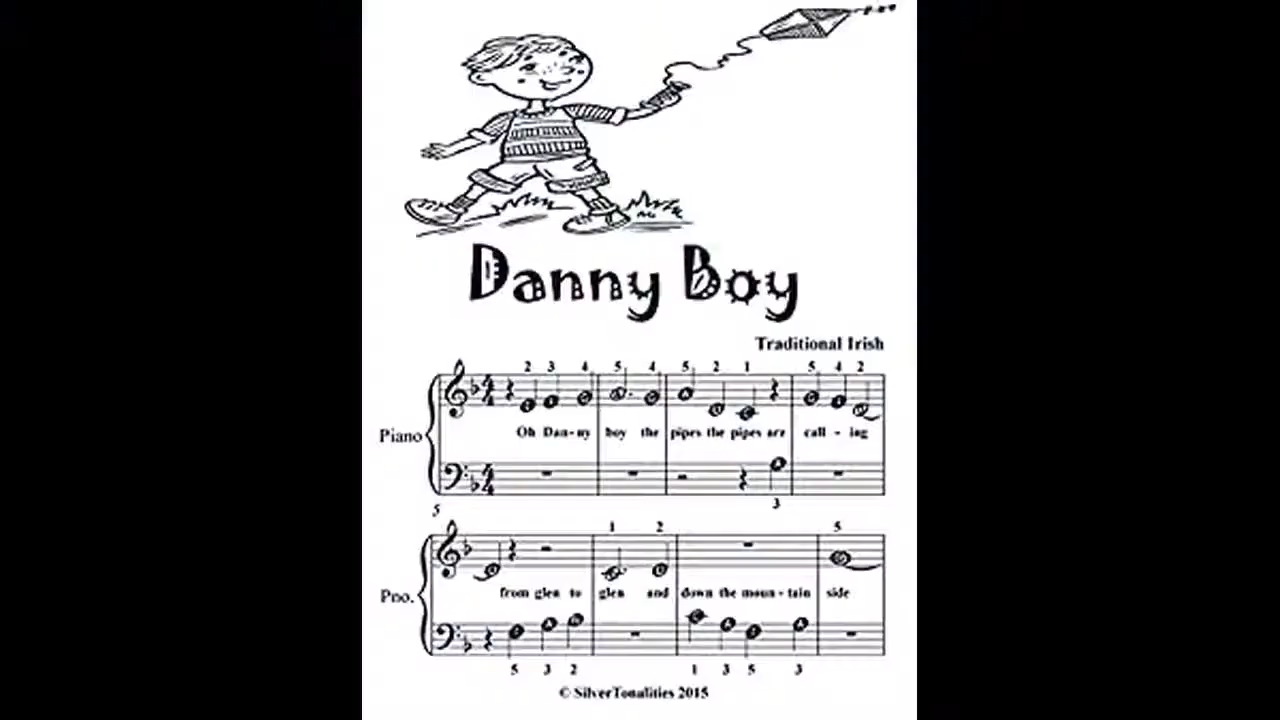 Danny Boy
Traditional Irish
2 3 4 5 4 5 2 1 5 4 2
Piano
Oh Dan-ny boy the pipes the pipes are call - ing
3
5
1 2 5
Pno.
from glen to glen and down the moun-tain side
5 3 2 1 3 5 3
© SilverTonalities 2015